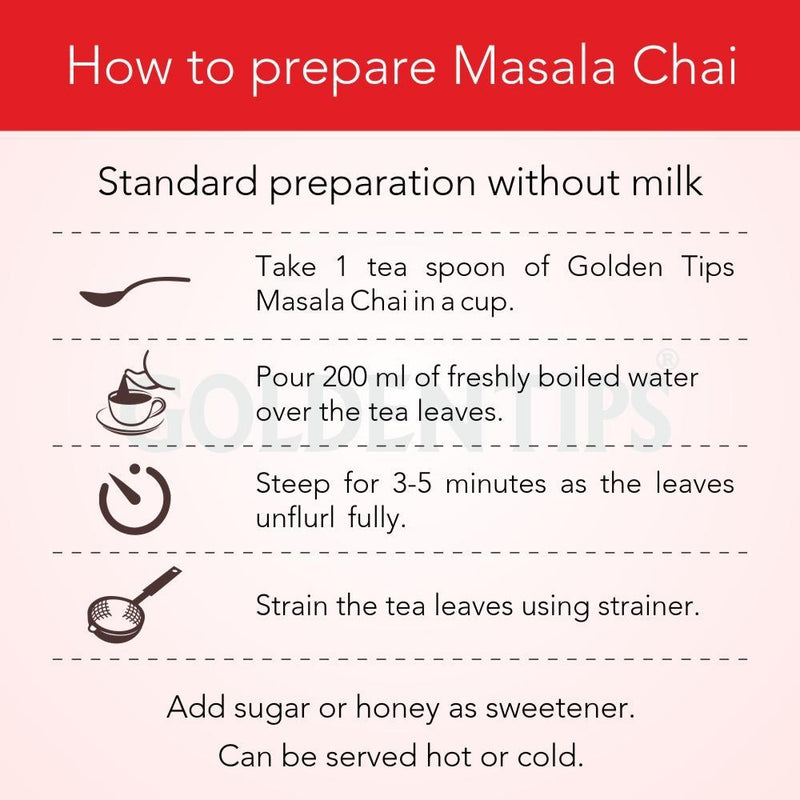 How to prepare Masala Chai
Standard preparation without milk
Take 1 tea spoon of Golden Tips
Masala Chai in a cup.
Pour 200 ml of freshly boiled water
over the tea leaves.
GOLDEN TIPS®
Steep for 3-5 minutes as the leaves
unflurl fully.
Strain the tea leaves using strainer.
Add sugar or honey as sweetener.
Can be served hot or cold.